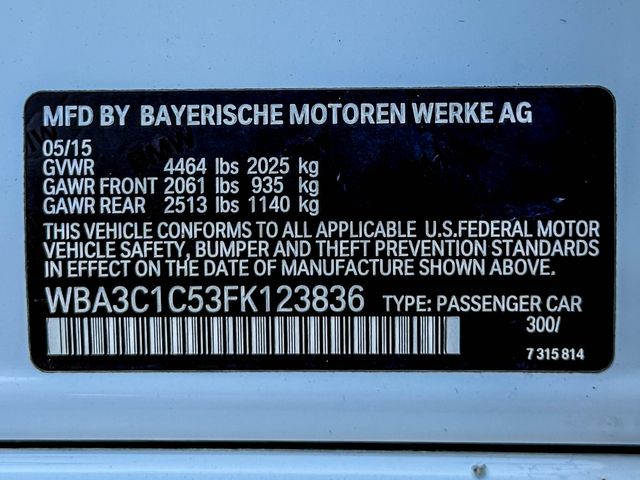 MFD BY BAYERISCHE MOTOREN WERKE AG
05/15
GVWR 4464 lbs 2025 kg
GAWR FRONT 2061 lbs 935 kg
GAWR REAR 2513 lbs 1140 kg
THIS VEHICLE CONFORMS TO ALL APPLICABLE U.S.FEDERAL MOTOR
VEHICLE SAFETY, BUMPER AND THEFT PREVENTION STANDARDS
IN EFFECT ON THE DATE OF MANUFACTURE SHOWN ABOVE.
WBA3C1C53FK123836 TYPE: PASSENGER CAR
300/
7 315 814